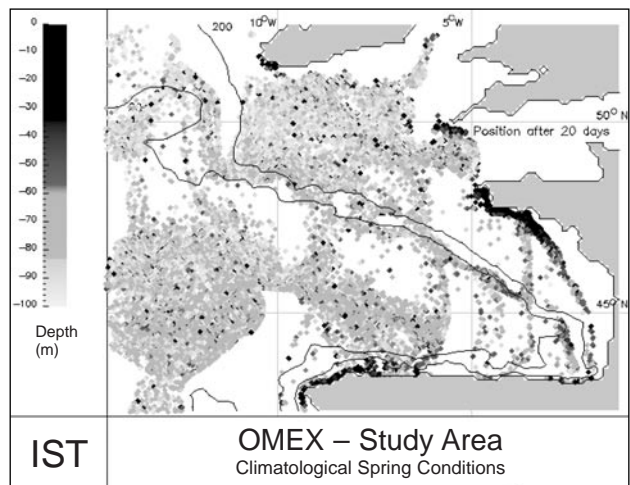 0
-10
-20
-30
-40
-50
-60
-70
-80
-90
-100
Depth
(m)
200
10°W
5°W
50° N
Position after 20 days
45° N
IST
OMEX – Study Area
Climatological Spring Conditions